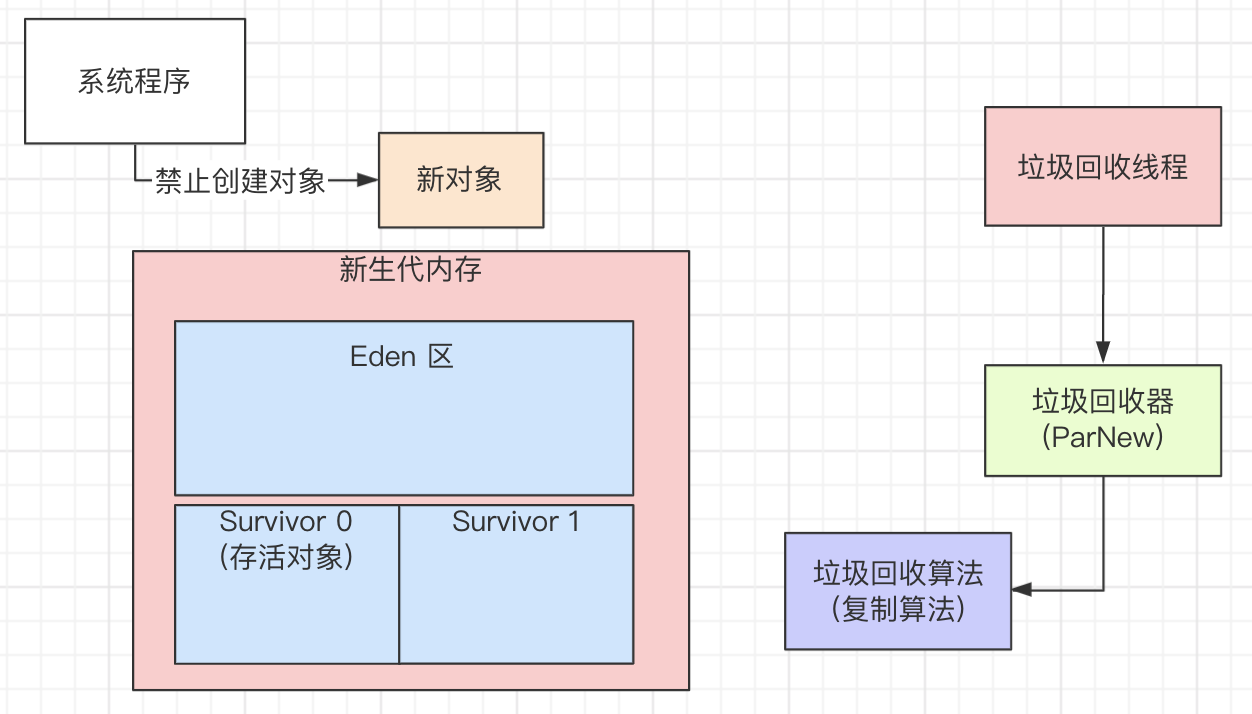 系统程序
禁止创建对象
新对象
垃圾回收线程
新生代内存
Eden 区
Survivor 0
(存活对象)
Survivor 1
垃圾回收器
(ParNew)
垃圾回收算法
(复制算法)